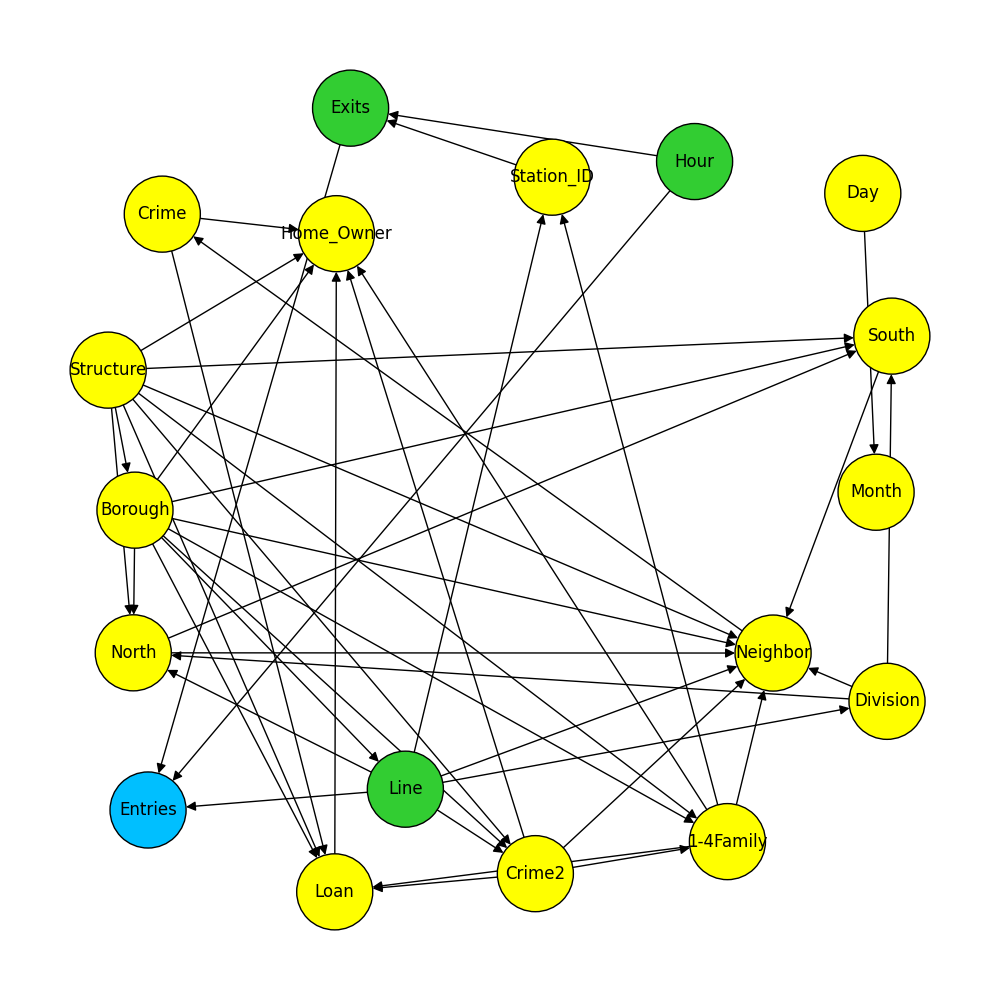 Exits
Hour
Station_ID
Day
Crime
Home_Owner
South
Structure
Month
Borough
North
Neighbor
Division
Line
Entries
1-4Family
Crime2
Loan